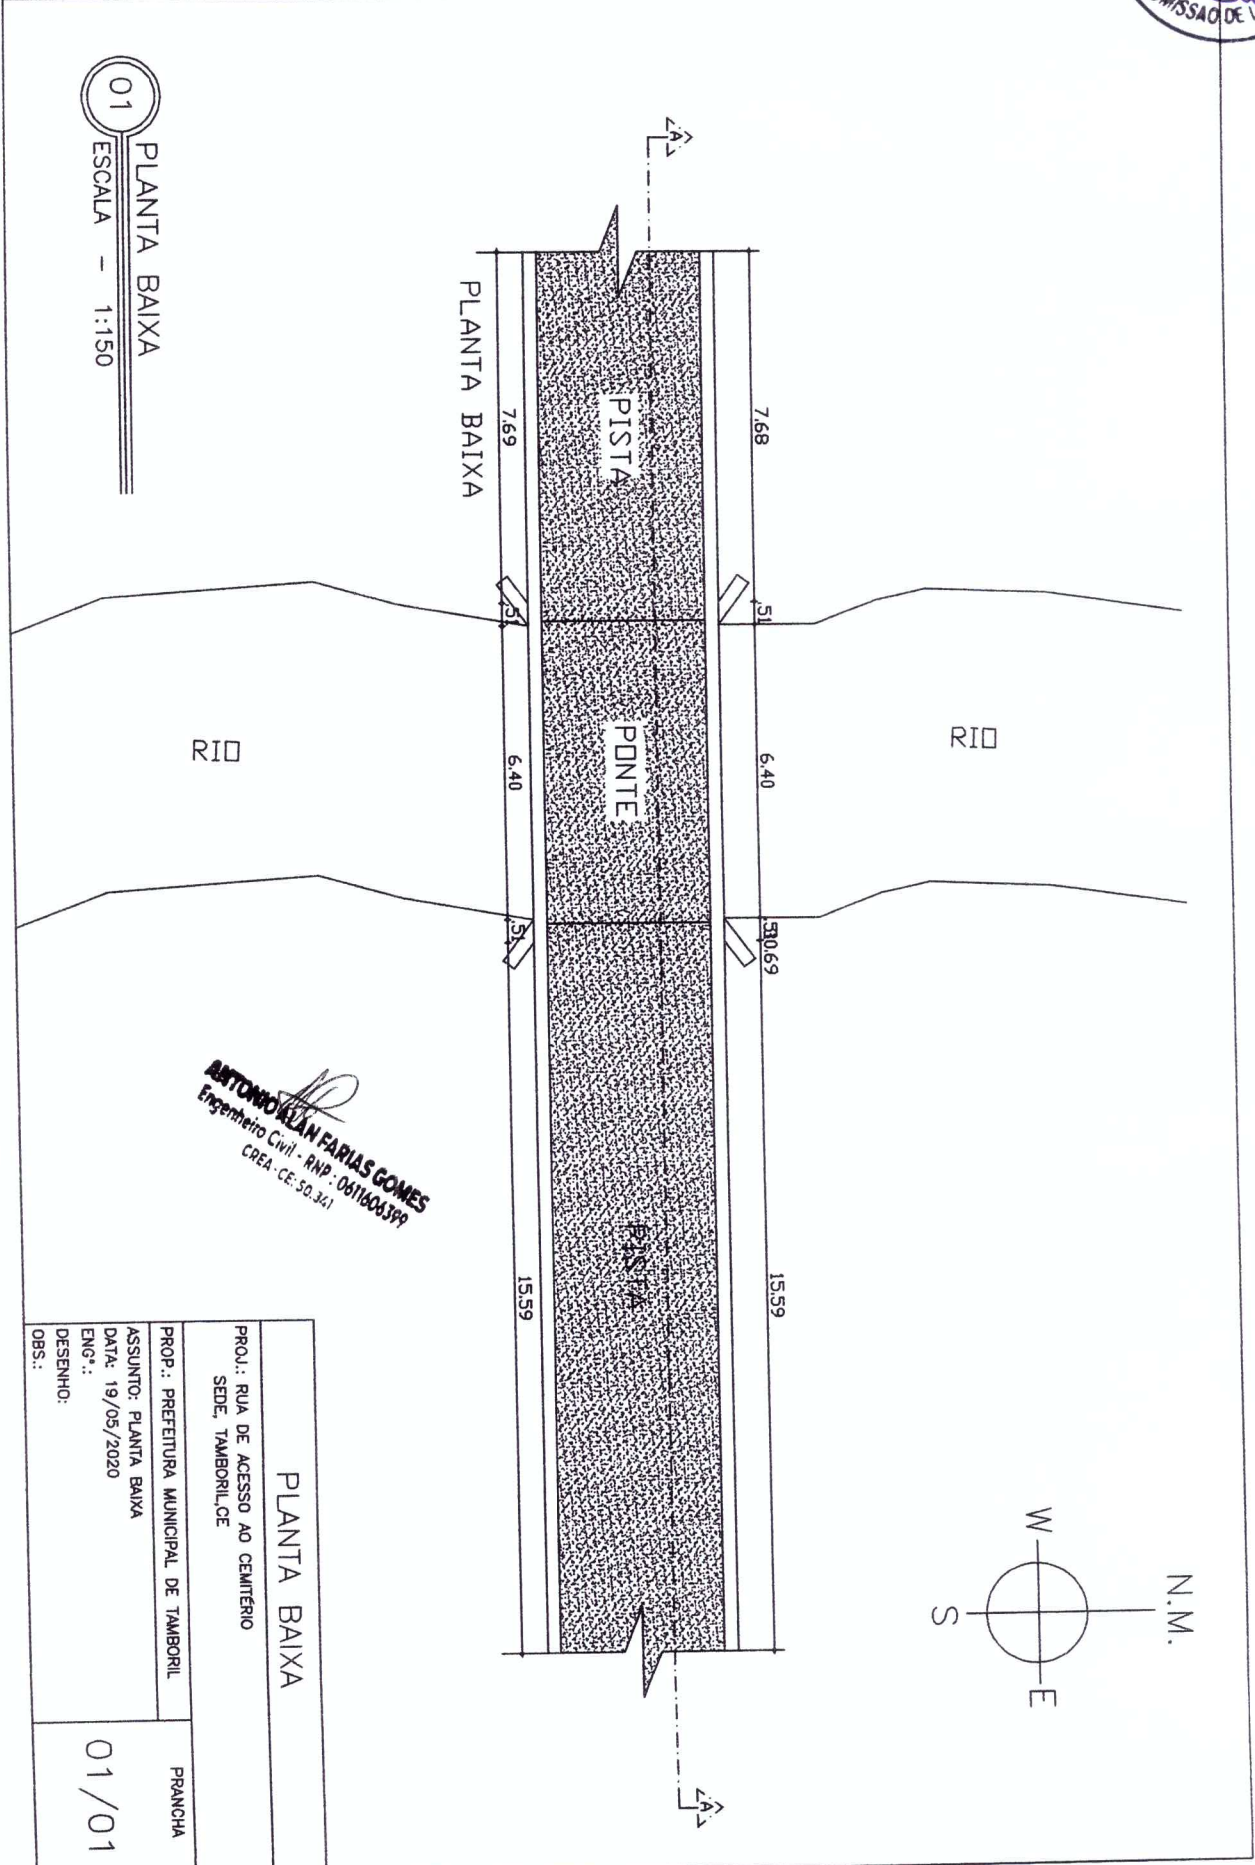 MISSAO DE
N.M.
W
E
S
A
A
7.68
.51
6.40
15.59
RIO
RIO
PISTA
PONTE
PISTA
7.69
.51
6.40
.51
15.59
PLANTA BAIXA
01
PLANTA BAIXA
ESCALA - 1:150
ANTONIO ALAN FARIAS GOMES
Engenheiro Civil - RNP: 0611606399
CREA-CE: 50.341
PLANTA BAIXA
PROJ.: RUA DE ACESSO AO CEMITÉRIO
SEDE, TAMBORIL,CE
PROP.: PREFEITURA MUNICIPAL DE TAMBORIL
ASSUNTO: PLANTA BAIXA
DATA: 19/05/2020
ENGº.:
DESENHO:
OBS.:
PRANCHA
01/01